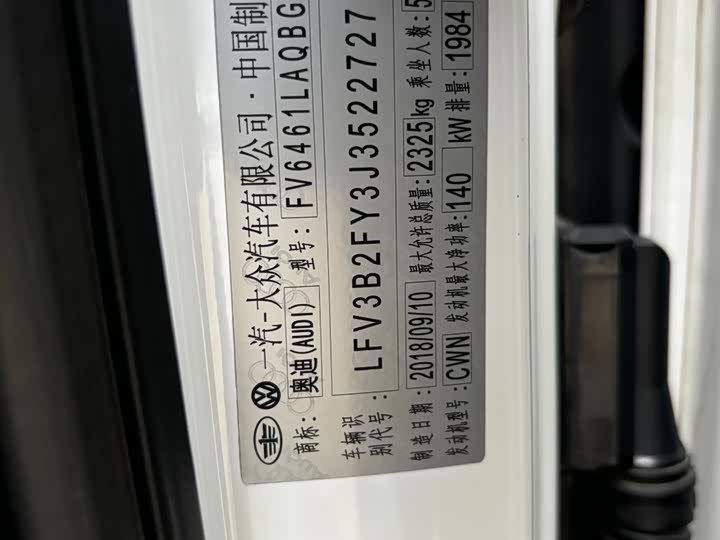 一汽-大众汽车有限公司·中国制
商标: 奥迪(AUDI) 型号: FV6461LAQBG
车辆识别代号: LFV3B2FY3J3522727
制造日期: 2018/09/10 最大允许总质量: 2325kg 乘坐人数: 5
发动机型号: CWN 发动机最大净功率: 140 kW 排量: 1984